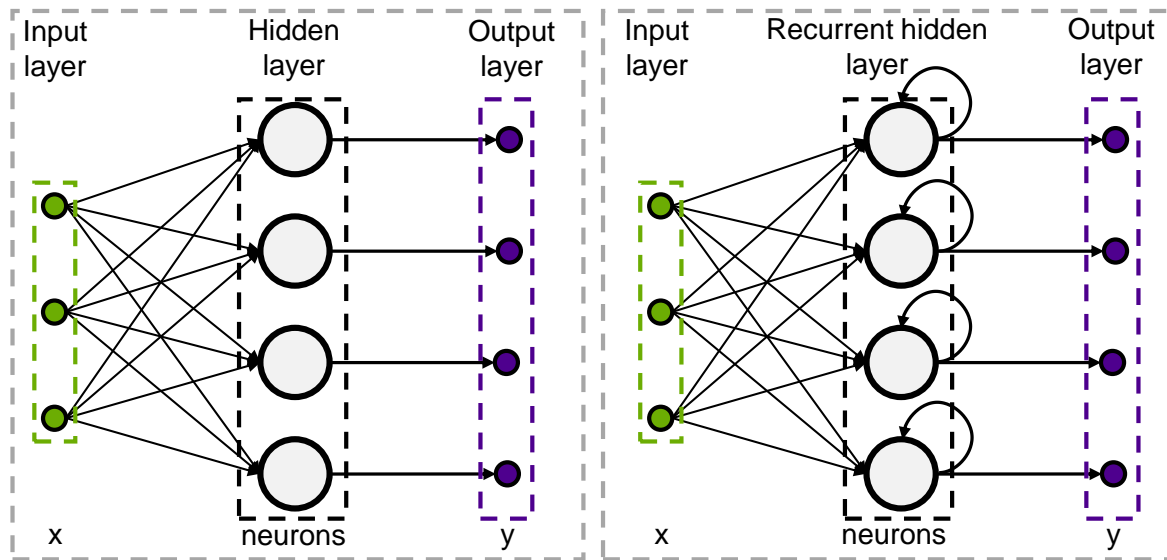 Input
layer
Hidden
layer
Output
layer
x
neurons
y
Input
layer
Recurrent hidden
layer
Output
layer
x
neurons
y